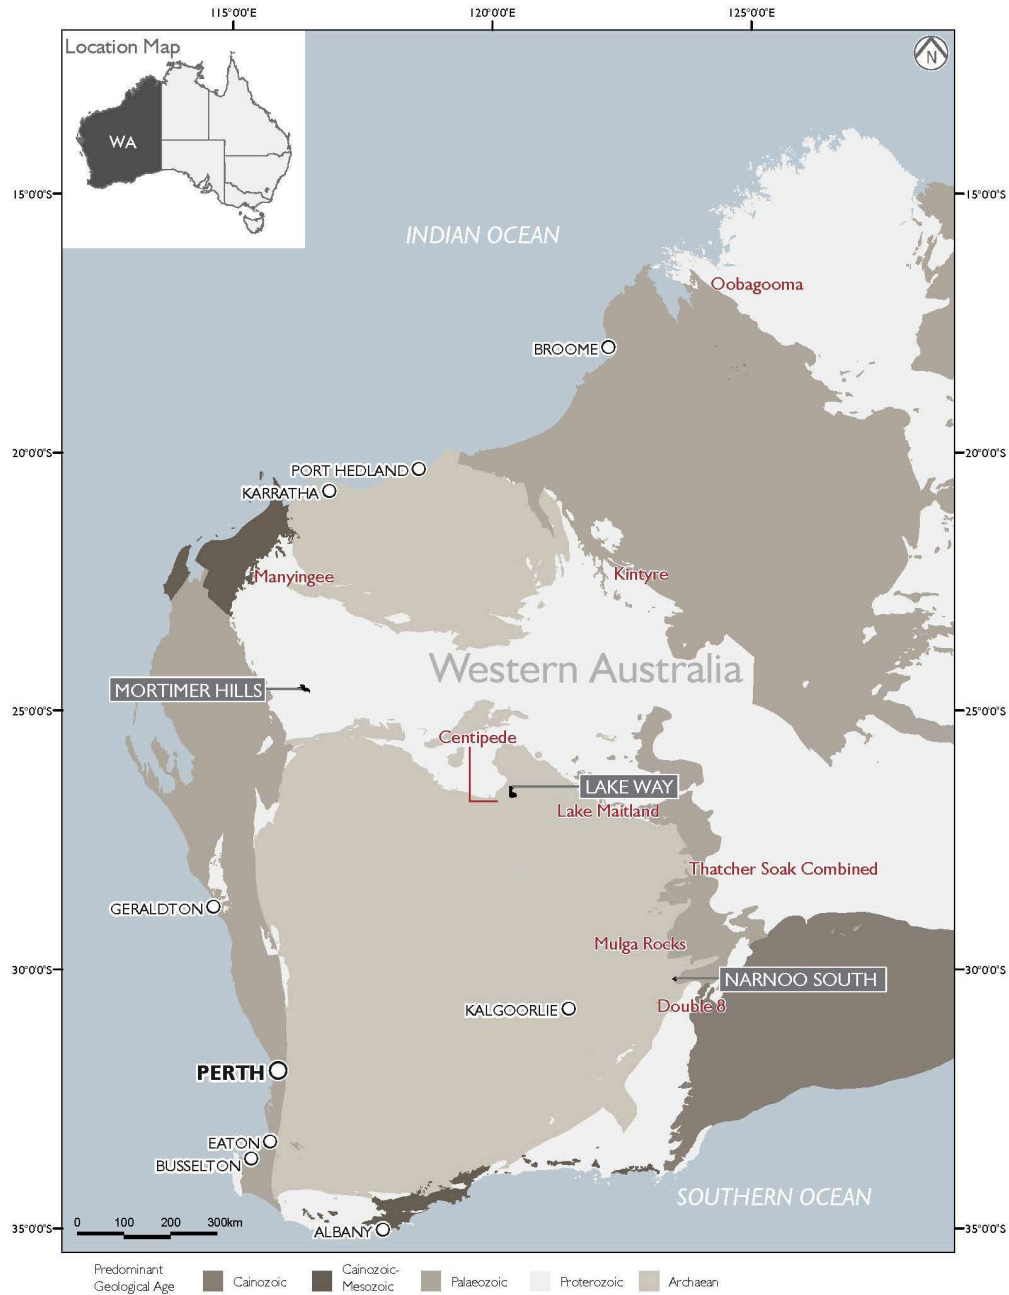 115°0'0"E
120°0'0"E
125°0'0"E
Location Map
N
WA
15°0'0"S
15°0'0"S
INDIAN OCEAN
Oobagooma
BROOME
20°0'0"S
20°0'0"S
PORT HEDLAND
KARRATHA
Manyingee
Kintyre
Western Australia
MORTIMER HILLS
25°0'0"S
25°0'0"S
Centipede
LAKE WAY
Lake Maitland
Thatcher Soak Combined
GERALDTON
Mulga Rocks
30°0'0"S
30°0'0"S
NARNOO SOUTH
Double 8
KALGOORLIE
PERTH
EATON
BUSSELTON
SOUTHERN OCEAN
0 100 200 300km
35°0'0"S
35°0'0"S
ALBANY
Predominant
Geological Age
Cainozoic
Cainozoic-
Mesozoic
Palaeozoic
Proterozoic
Archaean